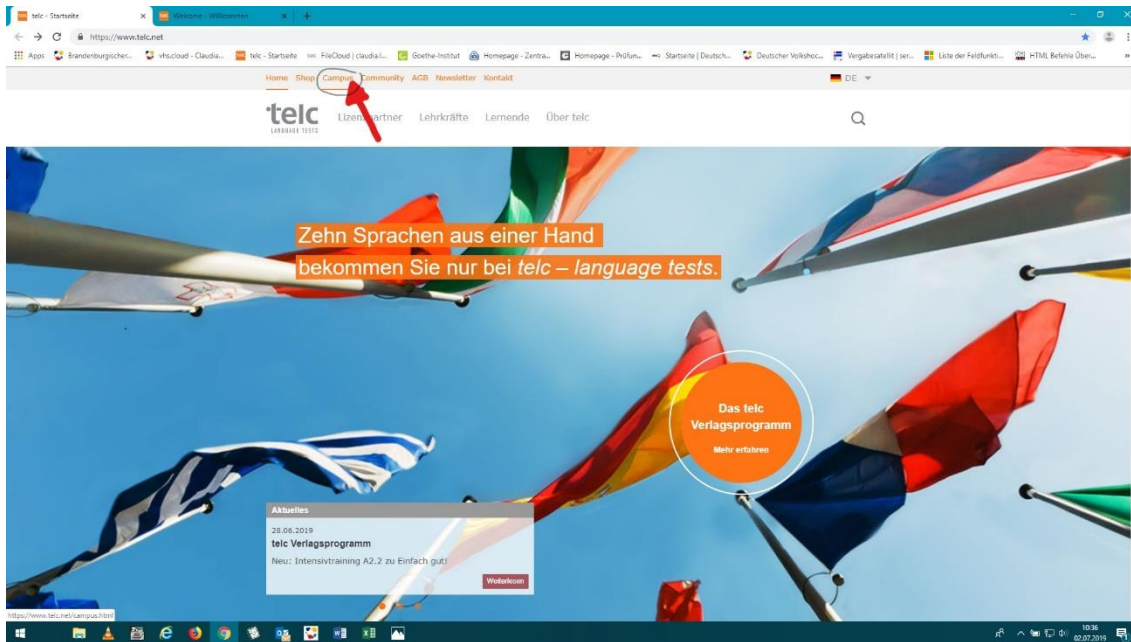 telc - Startseite
Welcome - Willkommen
https://www.telc.net
Apps
Brandenburgischer...
vhs.cloud - Claudia...
telc - Startseite
FileCloud | claudia.l...
Goethe-Institut
Homepage - Zentra...
Homepage - Prüfun...
Startseite | Deutsch...
Deutscher Volkshoc...
Vergabesatellit | ser...
Liste der Feldfunkti...
HTML Befehle Über...
Home Shop Campus Community AGB Newsletter Kontakt
DE
telc
LANGUAGE TESTS
Lizenzpartner Lehrkräfte Lernende Über telc
Zehn Sprachen aus einer Hand
bekommen Sie nur bei telc – language tests.
Das telc
Verlagsprogramm
Mehr erfahren
Aktuelles
28.06.2019
telc Verlagsprogramm
Neu: Intensivtraining A2.2 zu Einfach gut!
Weiterlesen
https://www.telc.net/campus.html
10:36
02.07.2019